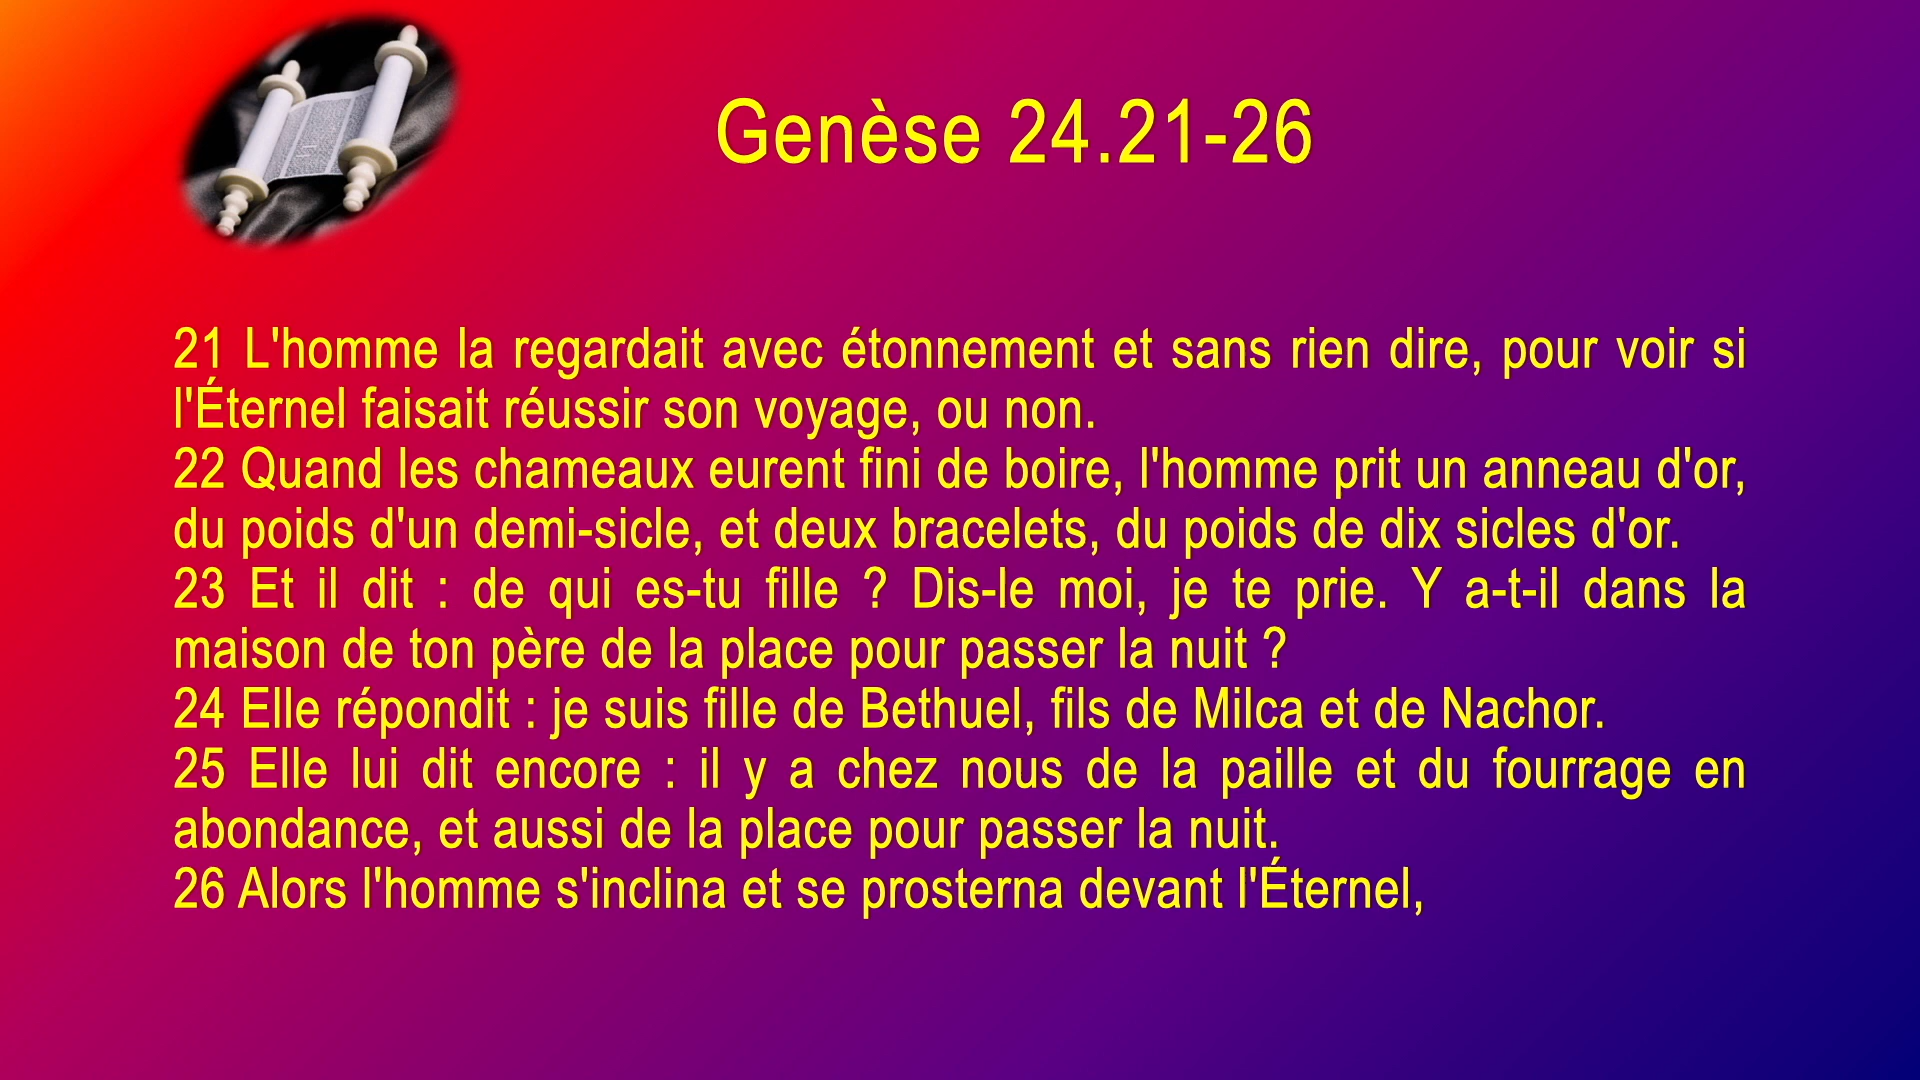 Genèse 24.21-26
21 L'homme la regardait avec étonnement et sans rien dire, pour voir si
l'Éternel faisait réussir son voyage, ou non.
22 Quand les chameaux eurent fini de boire, l'homme prit un anneau d'or,
du poids d'un demi-sicle, et deux bracelets, du poids de dix sicles d'or.
23 Et il dit : de qui es-tu fille ? Dis-le moi, je te prie. Y a-t-il dans la
maison de ton père de la place pour passer la nuit ?
24 Elle répondit : je suis fille de Bethuel, fils de Milca et de Nachor.
25 Elle lui dit encore : il y a chez nous de la paille et du fourrage en
abondance, et aussi de la place pour passer la nuit.
26 Alors l'homme s'inclina et se prosterna devant l'Éternel,